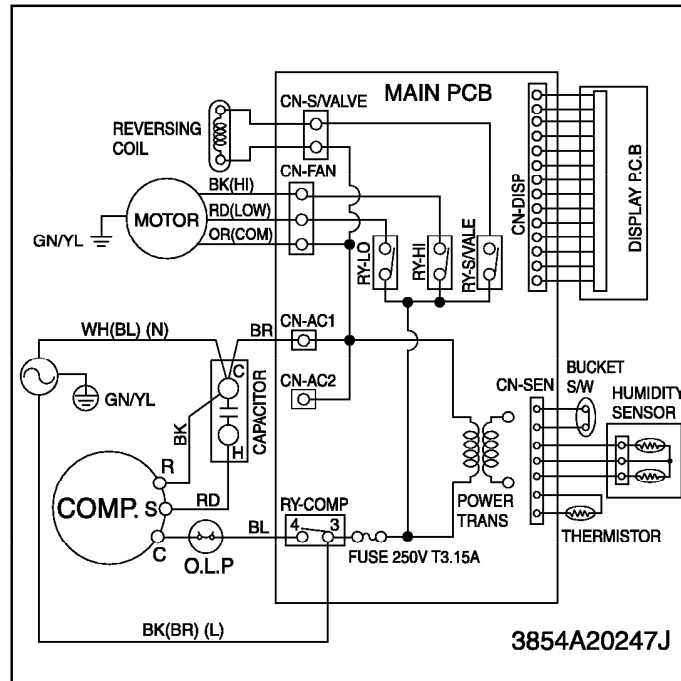 MAIN PCB
CN-S/VALVE
REVERSING
COIL
CN-FAN
BK(HI)
RD(LOW)
OR(COM)
MOTOR
GN/YL
RY-LO
RY-HI
RY-S/VALE
CN-DISP
DISPLAY P.C.B
WH(BL) (N)
BR
CN-AC1
CN-AC2
GN/YL
C
H
CAPACITOR
BK
R
COMP.
S
RD
C
O.L.P
BL
RY-COMP
4 3
FUSE 250V T3.15A
POWER
TRANS
CN-SEN
BUCKET
S/W
HUMIDITY
SENSOR
THERMISTOR
BK(BR) (L)
3854A20247J